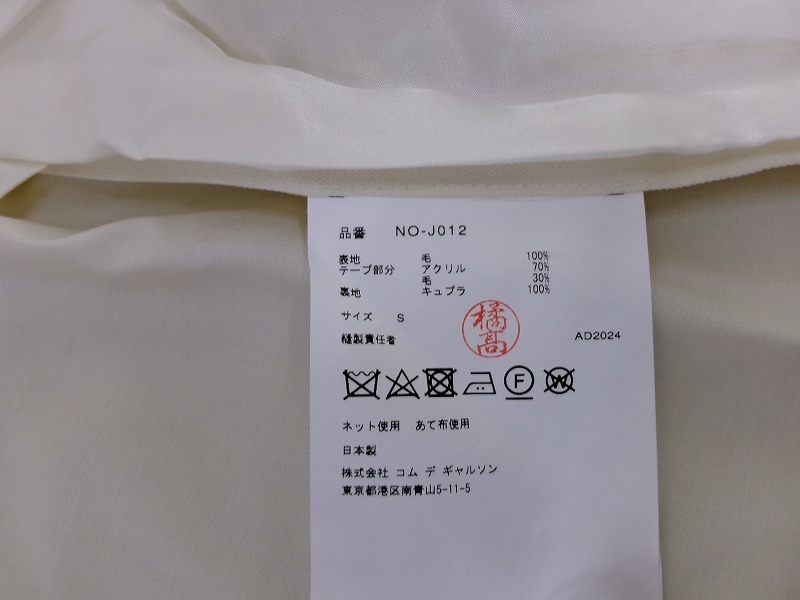 品番 NO-J012
表地 毛 100%
テープ部分 アクリル 70%
毛 30%
裏地 キュプラ 100%
サイズ S
橘高
縫製責任者 AD2024
F W
ネット使用 あて布使用
日本製
株式会社 コム デ ギャルソン
東京都港区南青山5-11-5